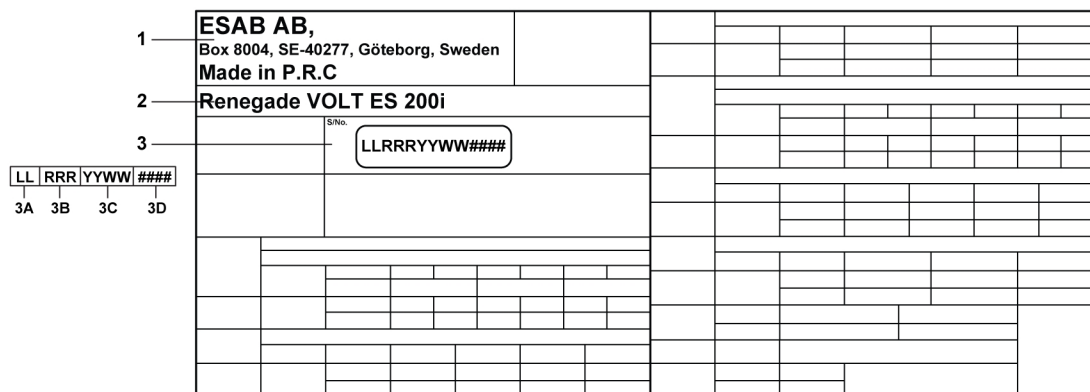 1
ESAB AB,
Box 8004, SE-40277, Göteborg, Sweden
Made in P.R.C
2
Renegade VOLT ES 200i
S/No.
3
LLRRRYYWW####
LL RRR YYWW ####
3A 3B 3C 3D